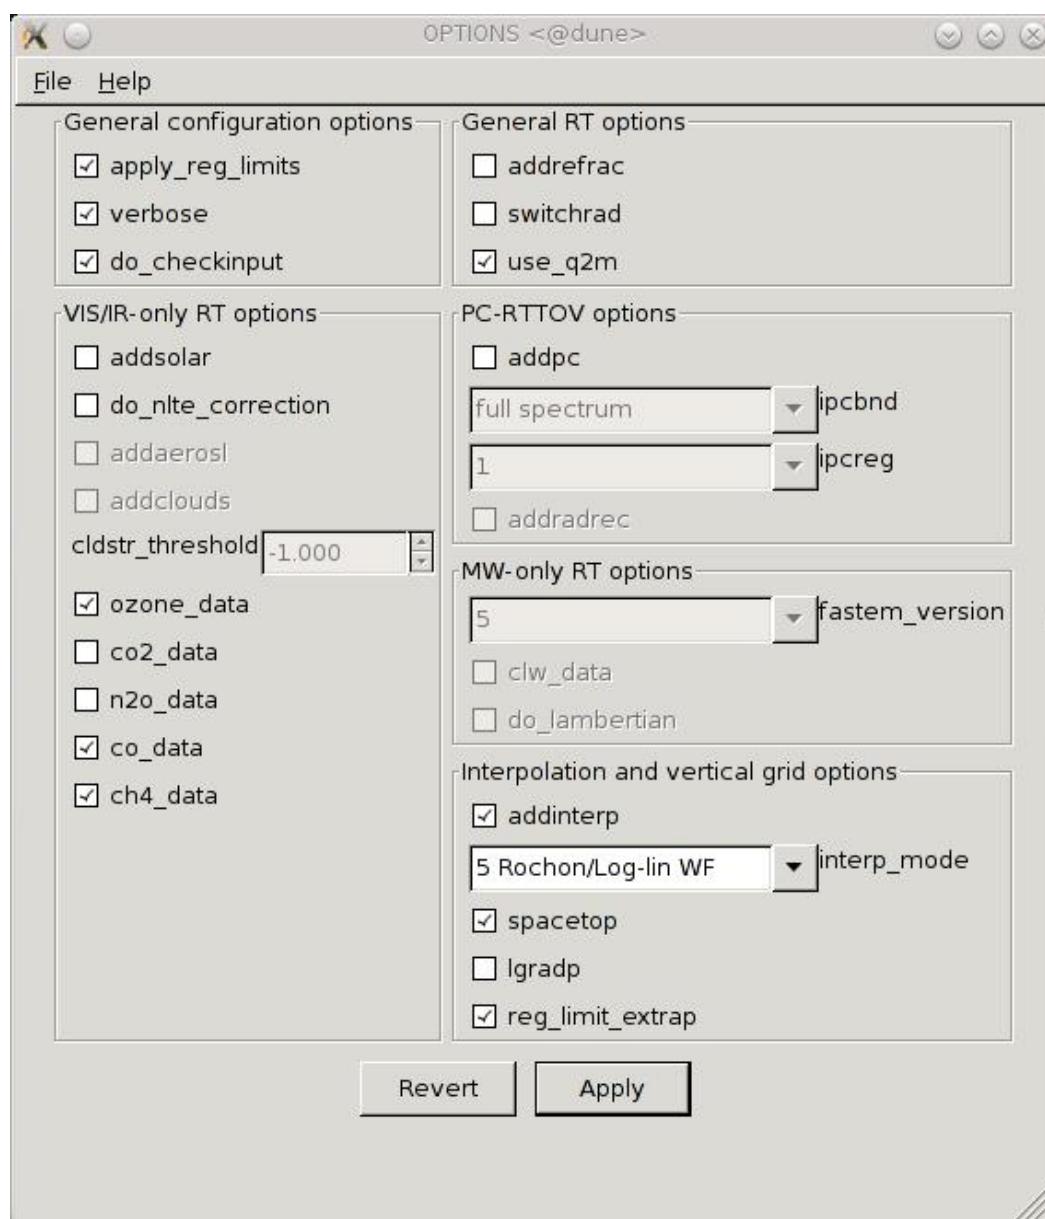 OPTIONS <@dune>
File Help
General configuration options
apply_reg_limits
verbose
do_checkinput
General RT options
addrefrac
switchrad
use_q2m
VIS/IR-only RT options
addsolar
do_nlte_correction
addaerosl
addclouds
cldstr_threshold -1.000
ozone_data
co2_data
n2o_data
co_data
ch4_data
PC-RTTOV options
addpc
full spectrum ipcbnd
1 ipcreg
addradrec
MW-only RT options
5 fastem_version
clw_data
do_lambertian
Interpolation and vertical grid options
addinterp
5 Rochon/Log-lin WF interp_mode
spacetop
lgradp
reg_limit_extrap
Revert Apply